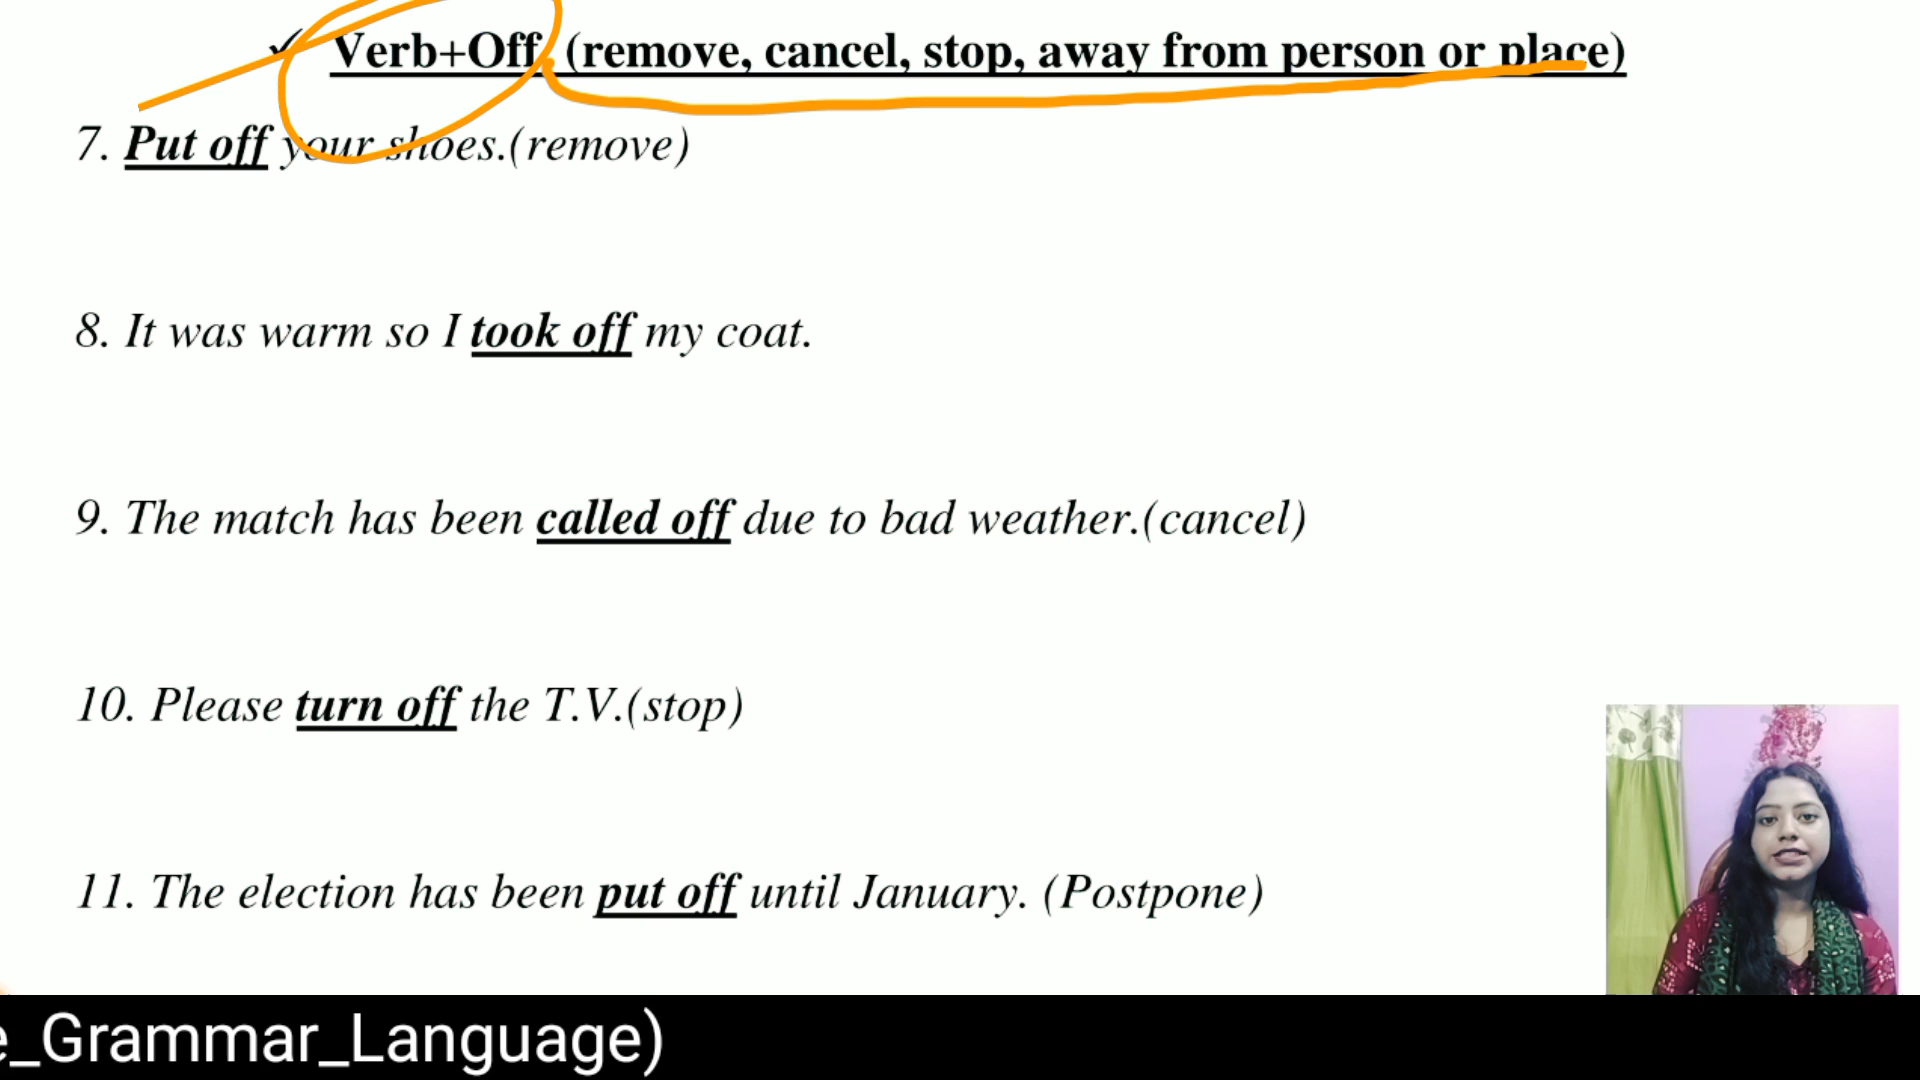 ✓ Verb+Off (remove, cancel, stop, away from person or place)
7. Put off your shoes.(remove)
8. It was warm so I took off my coat.
9. The match has been called off due to bad weather.(cancel)
10. Please turn off the T.V.(stop)
11. The election has been put off until January. (Postpone)
_Grammar_Language)